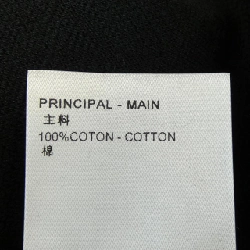 PRINCIPAL - MAIN
主料
100%COTON - COTTON
棉